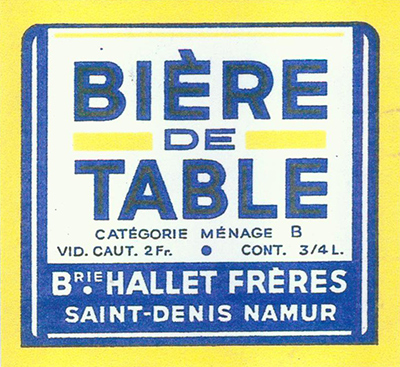 BIÈRE
DE
TABLE
CATÉGORIE MÉNAGE B
VID. CAUT. 2 Fr. • CONT. 3/4 L.
BRIE HALLET FRÈRES
SAINT-DENIS NAMUR